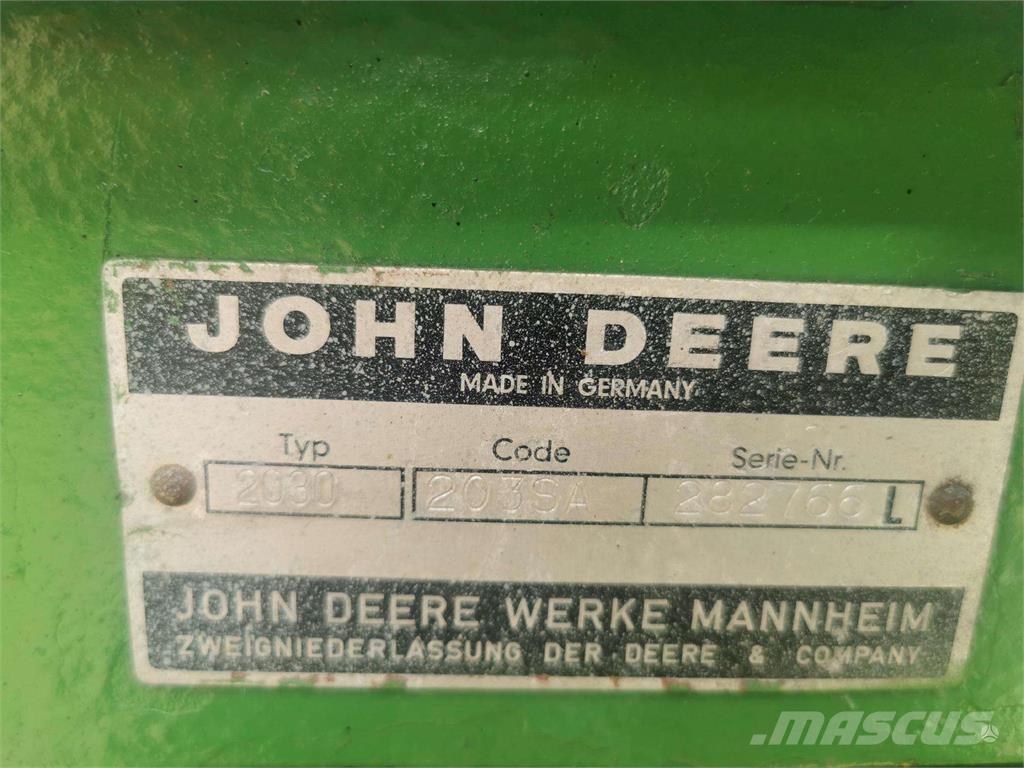 JOHN DEERE
MADE IN GERMANY
Typ Code Serie-Nr.
2030 203SA 282766 L
JOHN DEERE WERKE MANNHEIM
ZWEIGNIEDERLASSUNG DER DEERE & COMPANY
MASCUS